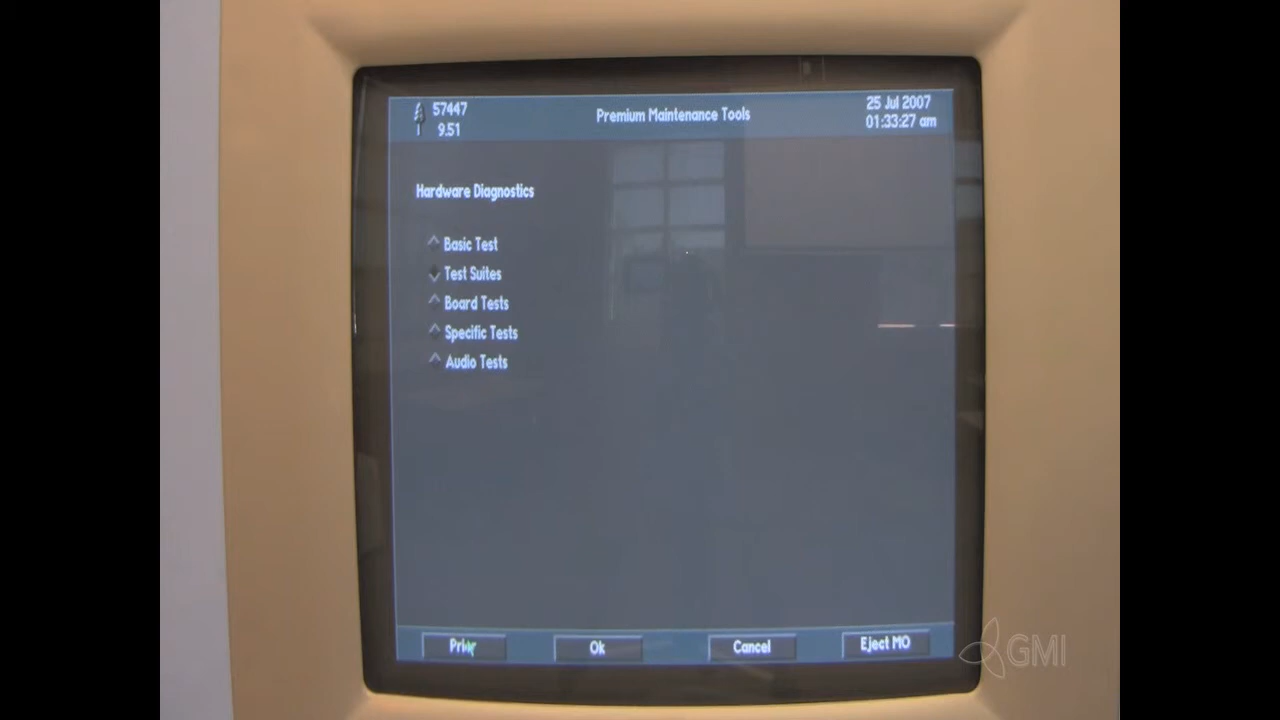 57447
9.51
Premium Maintenance Tools
25 Jul 2007
01:33:27 am
Hardware Diagnostics
Basic Test
Test Suites
Board Tests
Specific Tests
Audio Tests
Ok
Cancel
Eject MO
GMI